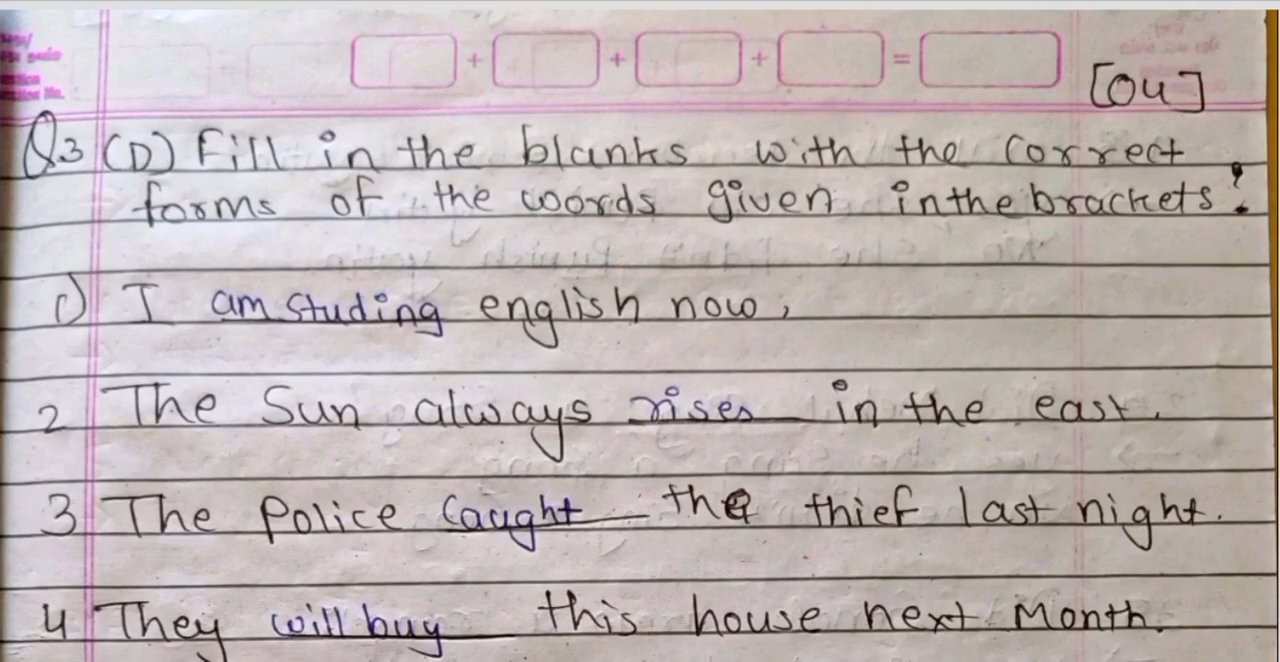 [04]
Q3 (D) Fill in the blanks with the correct
forms of the words given in the brackets:
1) I am studing english now,
2 The Sun always rises in the east.
3 The Police caught the thief last night.
4 They will buy this house next Month.